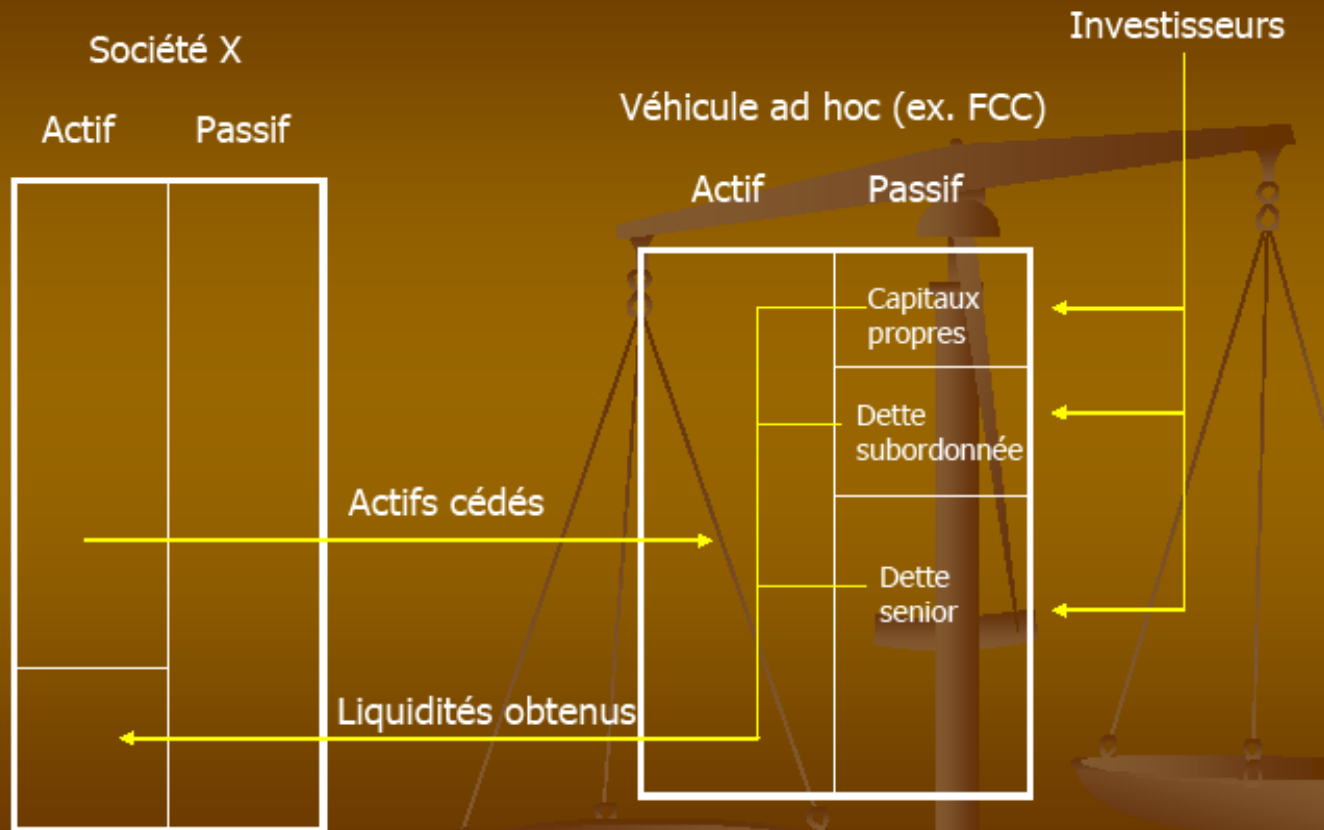 Société X
Actif
Passif
Véhicule ad hoc (ex. FCC)
Actif
Passif
Investisseurs
Capitaux
propres
Dette
subordonnée
Dette
senior
Actifs cédés
Liquidités obtenus